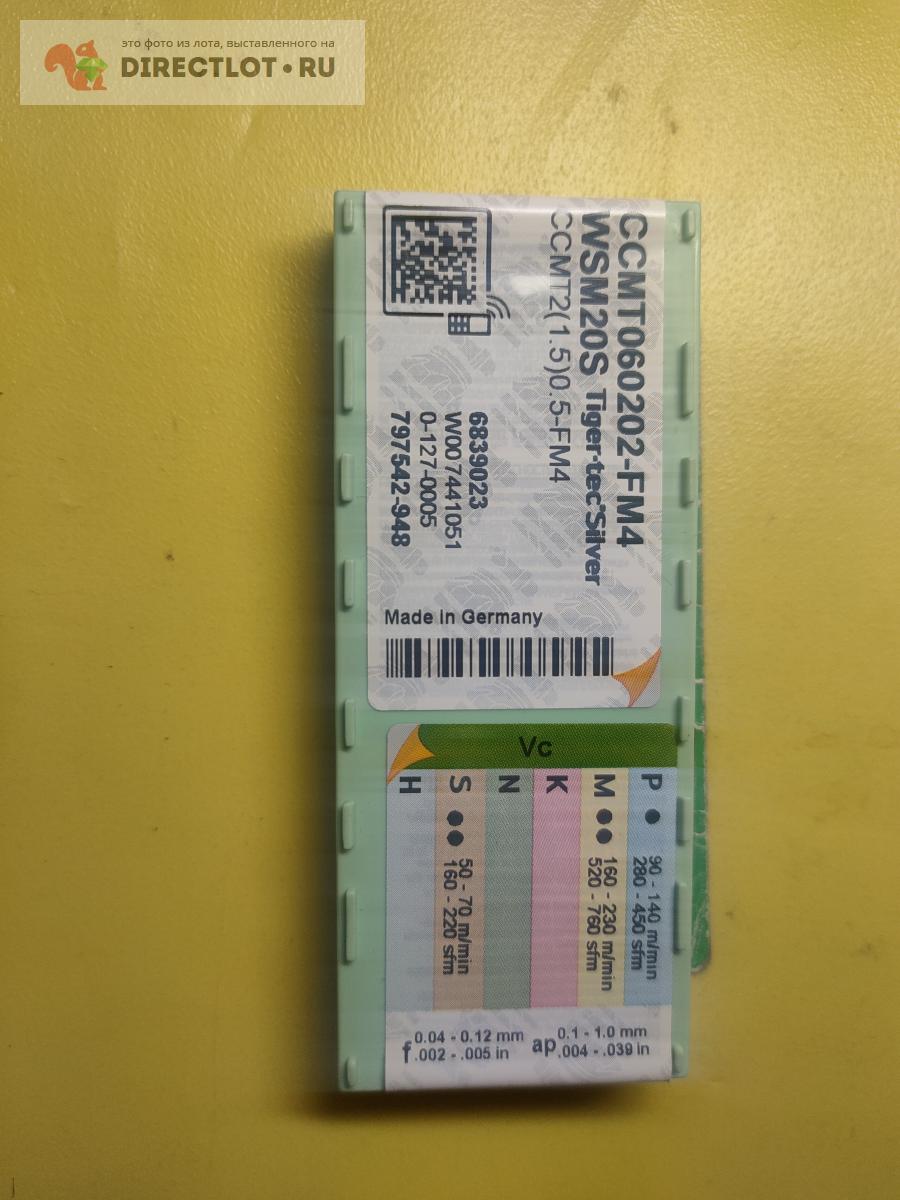 это фото из лота, выставленного на
DIRECTLOT.RU
CCMT060202-FM4
WSM20S Tiger·tec®Silver
CCMT2(1.5)0.5-FM4
6839023
W007441051
0-127-0005
797542-948
Made in Germany
Vc
P ● 90 - 140 m/min
280 - 450 sfm
M ●● 160 - 230 m/min
520 - 760 sfm
K
N
S ●● 50 - 70 m/min
160 - 220 sfm
H
f 0.04 - 0.12 mm
.002 - .005 in
ap 0.1 - 1.0 mm
.004 - .039 in